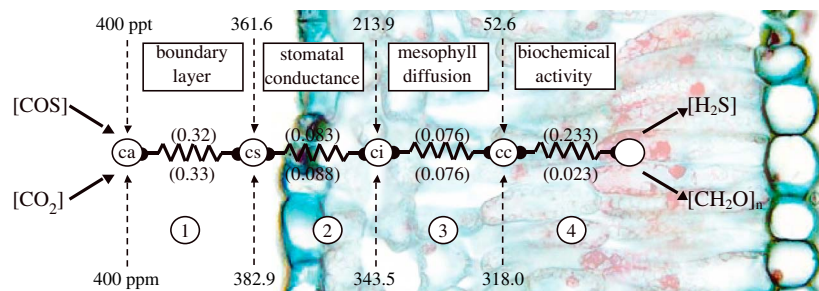 400 ppt 361.6 213.9 52.6
boundary layer
stomatal conductance
mesophyll diffusion
biochemical activity
[COS] [H₂S]
(0.32) (0.083) (0.076) (0.233)
ca cs ci cc
(0.33) (0.088) (0.076) (0.023)
[CO₂] [CH₂O]ₙ
1 2 3 4
400 ppm 382.9 343.5 318.0